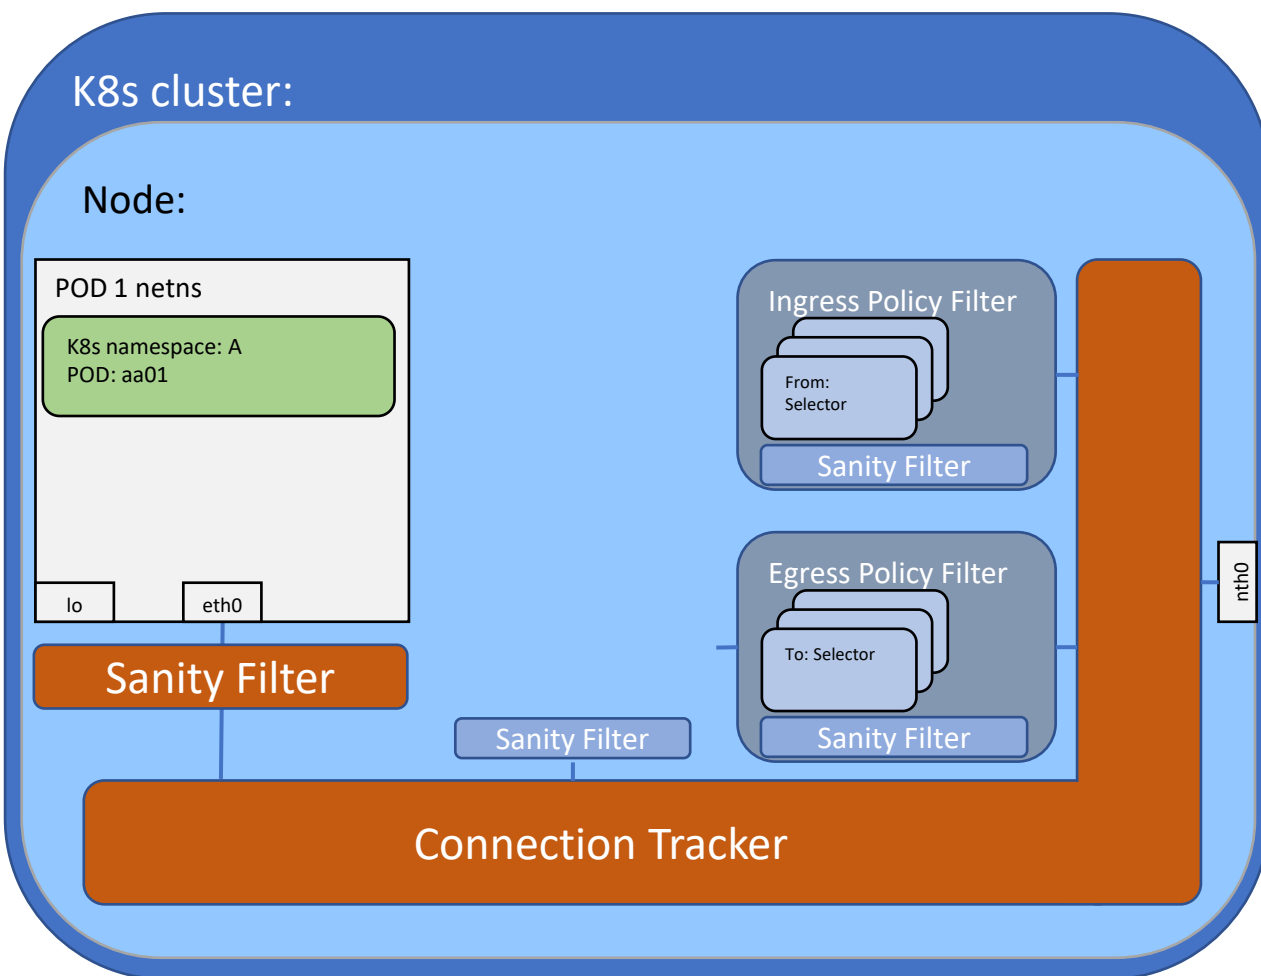 K8s cluster:
Node:
POD 1 netns
K8s namespace: A
POD: aa01
lo
eth0
Sanity Filter
Ingress Policy Filter
From:
Selector
Sanity Filter
Egress Policy Filter
To: Selector
Sanity Filter
Sanity Filter
nth0
Connection Tracker